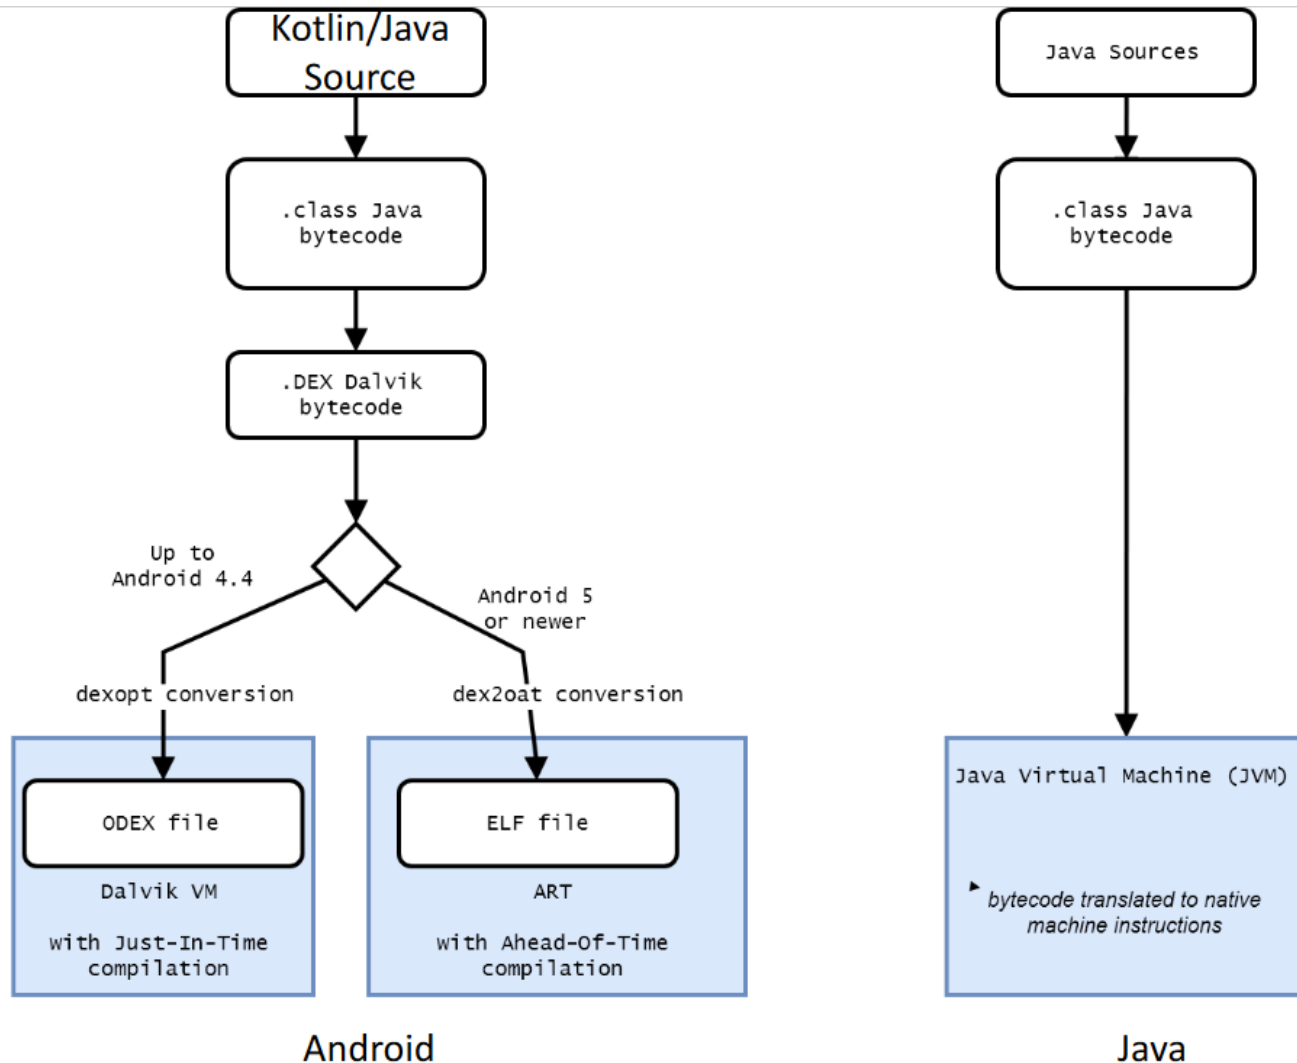 Kotlin/Java
Source
.class Java
bytecode
.DEX Dalvik
bytecode
Up to
Android 4.4
Android 5
or newer
dexopt conversion
dex2oat conversion
ODEX file
Dalvik VM
with Just-In-Time
compilation
ELF file
ART
with Ahead-Of-Time
compilation
Android
Java Sources
.class Java
bytecode
Java Virtual Machine (JVM)
bytecode translated to native
machine instructions
Java